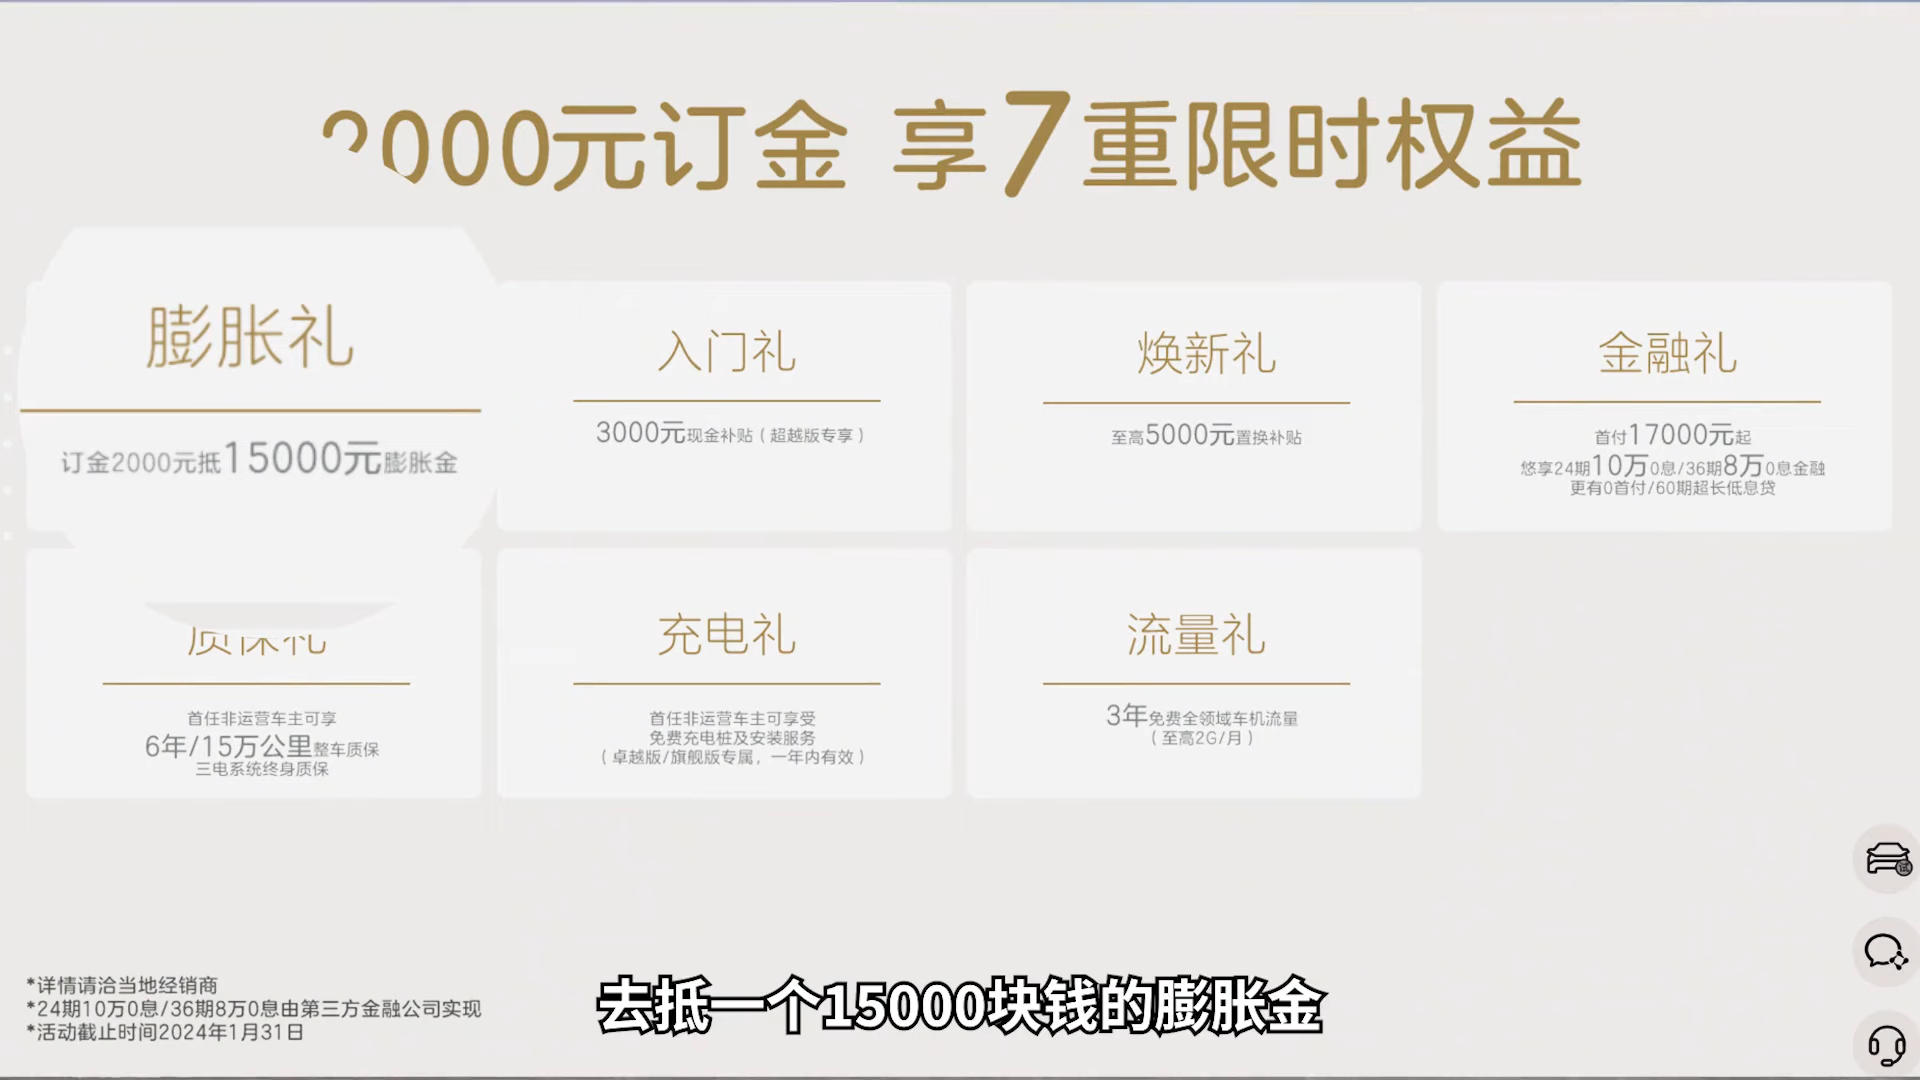 2000元订金 享7重限时权益
膨胀礼
订金2000元抵15000元膨胀金
入门礼
3000元现金补贴（超越版专享）
焕新礼
至高5000元置换补贴
金融礼
首付17000元起
悠享24期10万0息/36期8万0息金融
更有0首付/60期超长低息贷
质保礼
首任非运营车主可享
6年/15万公里整车质保
三电系统终身质保
充电礼
首任非运营车主可享受
免费充电桩及安装服务
（卓越版/旗舰版专属，一年内有效）
流量礼
3年免费全领域车机流量
（至高2G/月）
*详情请洽当地经销商
*24期10万0息/36期8万0息由第三方金融公司实现
*活动截止时间2024年1月31日
去抵一个15000块钱的膨胀金
试